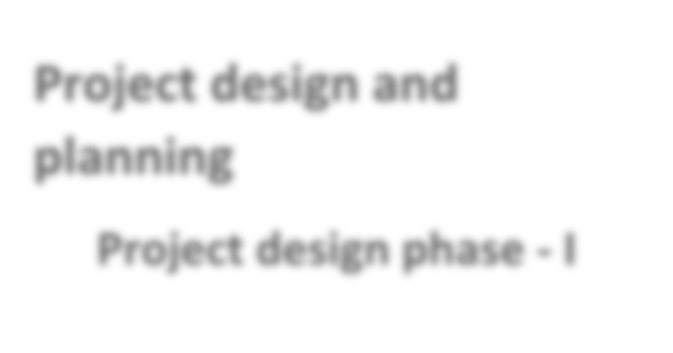 Project design and
planning
Project design phase - I